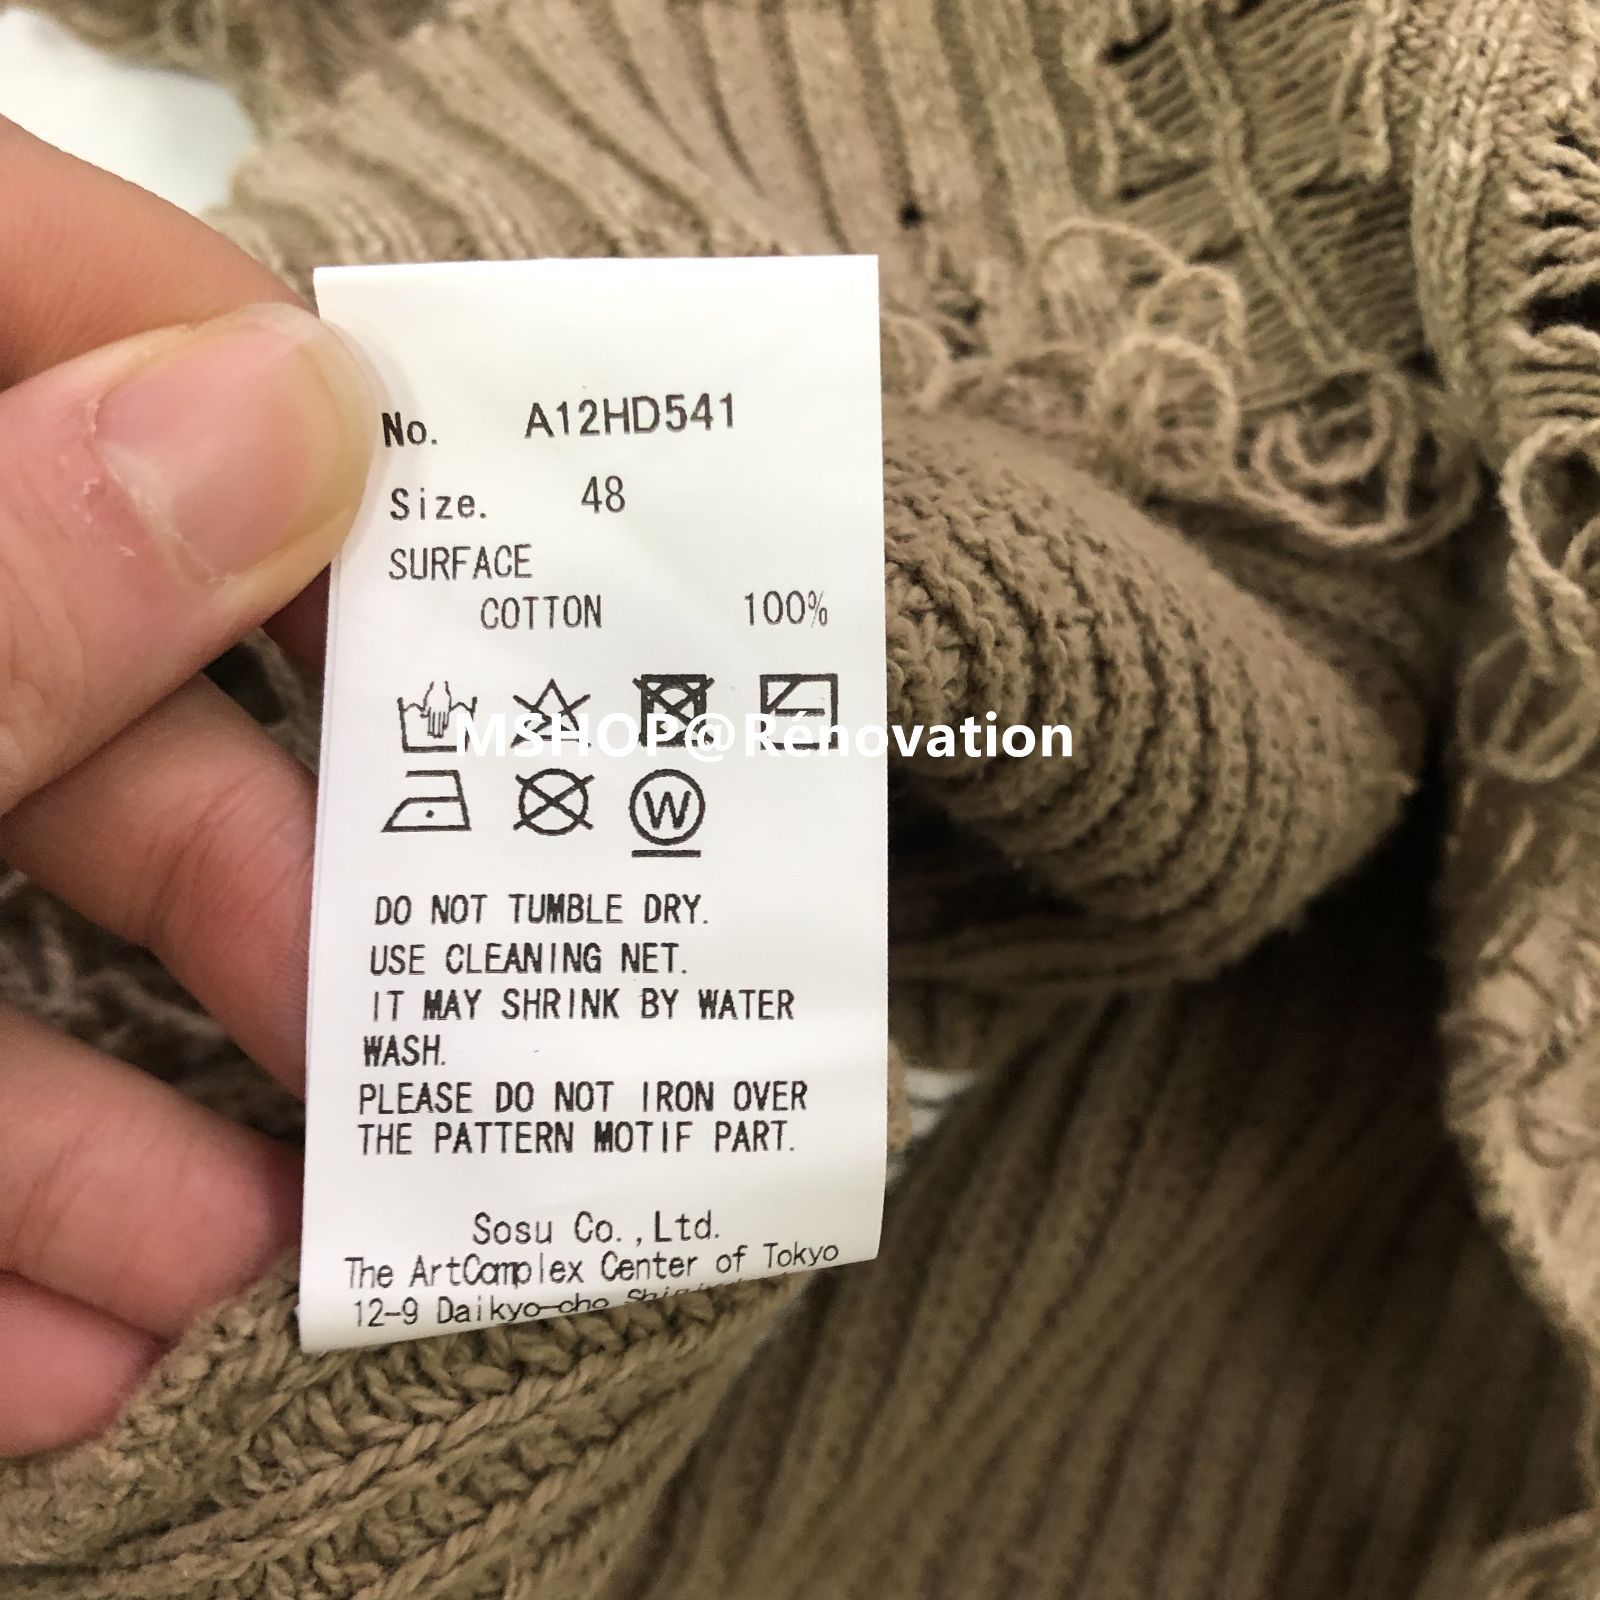 No. A12HD541
Size. 48
SURFACE
COTTON 100%
MSHOP@Rénovation
W
DO NOT TUMBLE DRY.
USE CLEANING NET.
IT MAY SHRINK BY WATER
WASH.
PLEASE DO NOT IRON OVER
THE PATTERN MOTIF PART.
Sosu Co.,Ltd.
The ArtComplex Center of Tokyo
12-9 Daikyo-cho